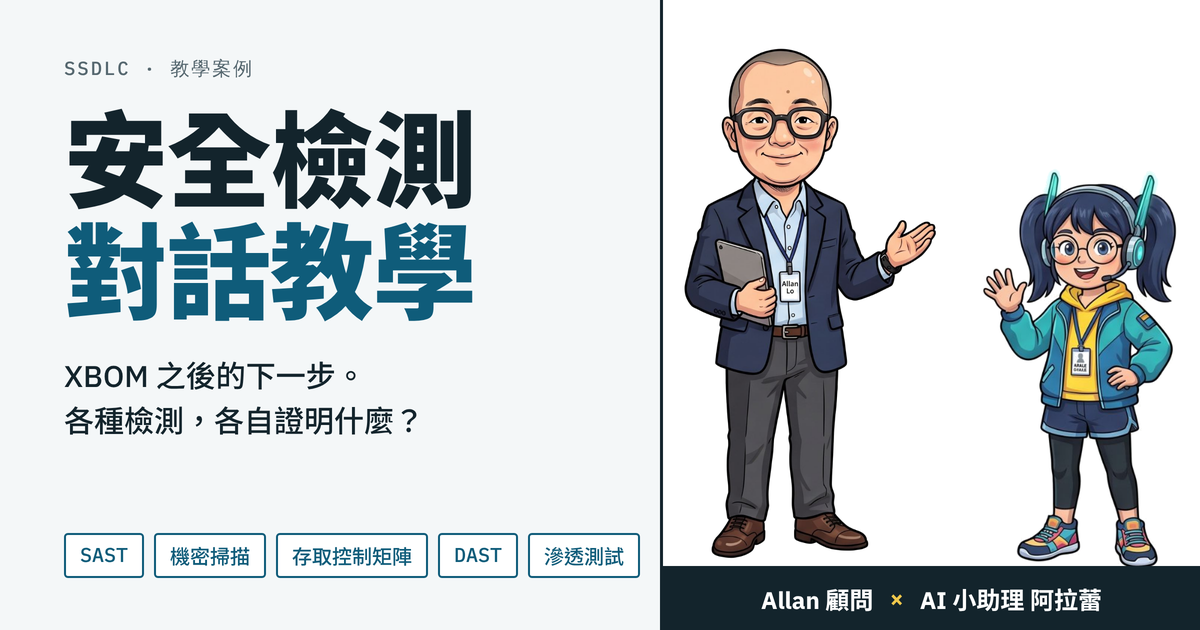 SSDLC · 教學案例
安全檢測
對話教學
XBOM 之後的下一步。
各種檢測，各自證明什麼？
SAST
機密掃描
存取控制矩陣
DAST
滲透測試
Allan
Lo
Allan 顧問 × AI 小助理 阿拉蕾